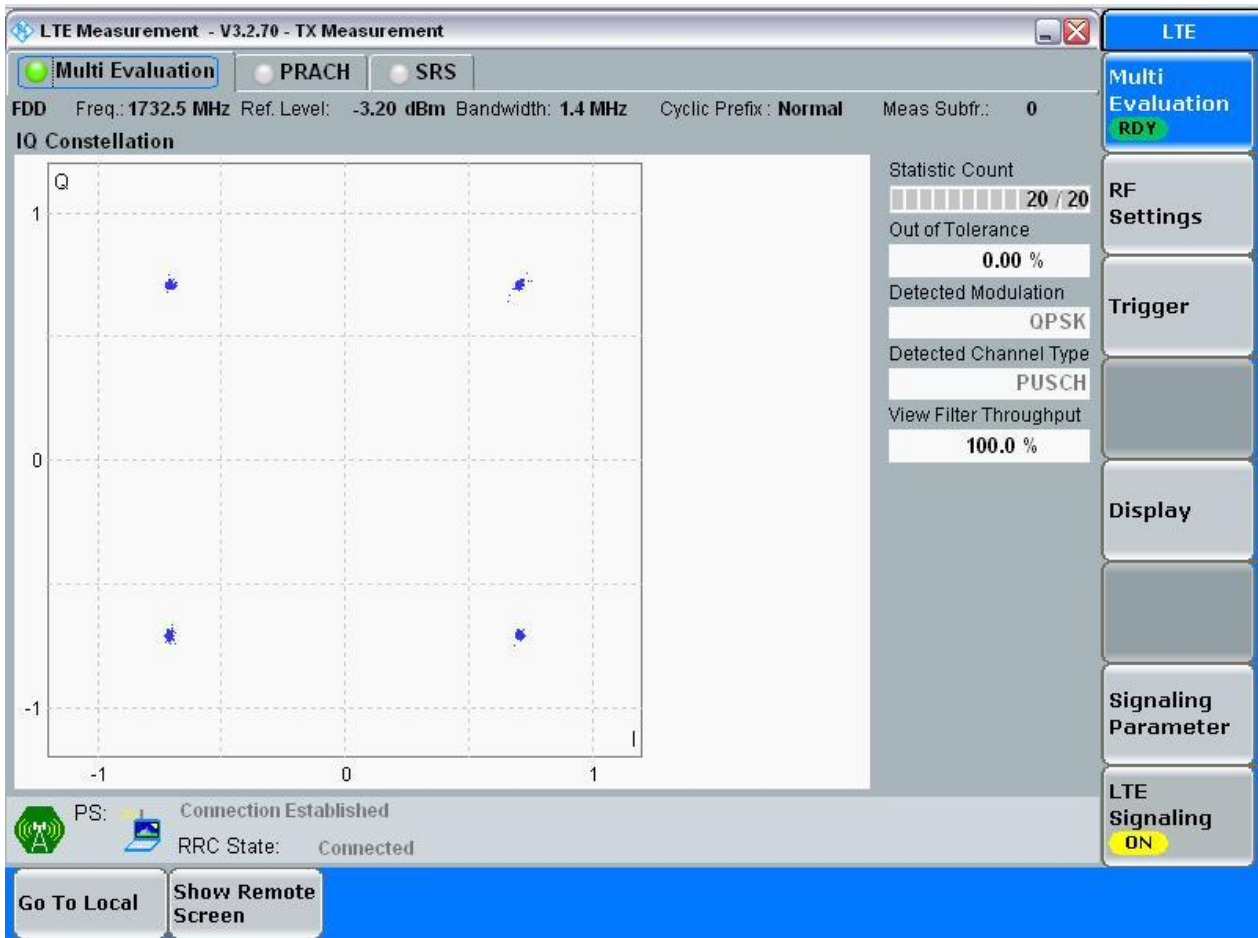 LTE Measurement - V3.2.70 - TX Measurement
LTE
Multi Evaluation PRACH SRS
FDD Freq.: 1732.5 MHz Ref. Level: -3.20 dBm Bandwidth: 1.4 MHz Cyclic Prefix : Normal Meas Subfr.: 0
IQ Constellation
Q
1
0
-1
I
-1 0 1
Statistic Count
20 / 20
Out of Tolerance
0.00 %
Detected Modulation
QPSK
Detected Channel Type
PUSCH
View Filter Throughput
100.0 %
Multi
Evaluation
RDY
RF
Settings
Trigger
Display
Signaling
Parameter
LTE
Signaling
ON
PS: Connection Established
RRC State: Connected
Go To Local
Show Remote
Screen